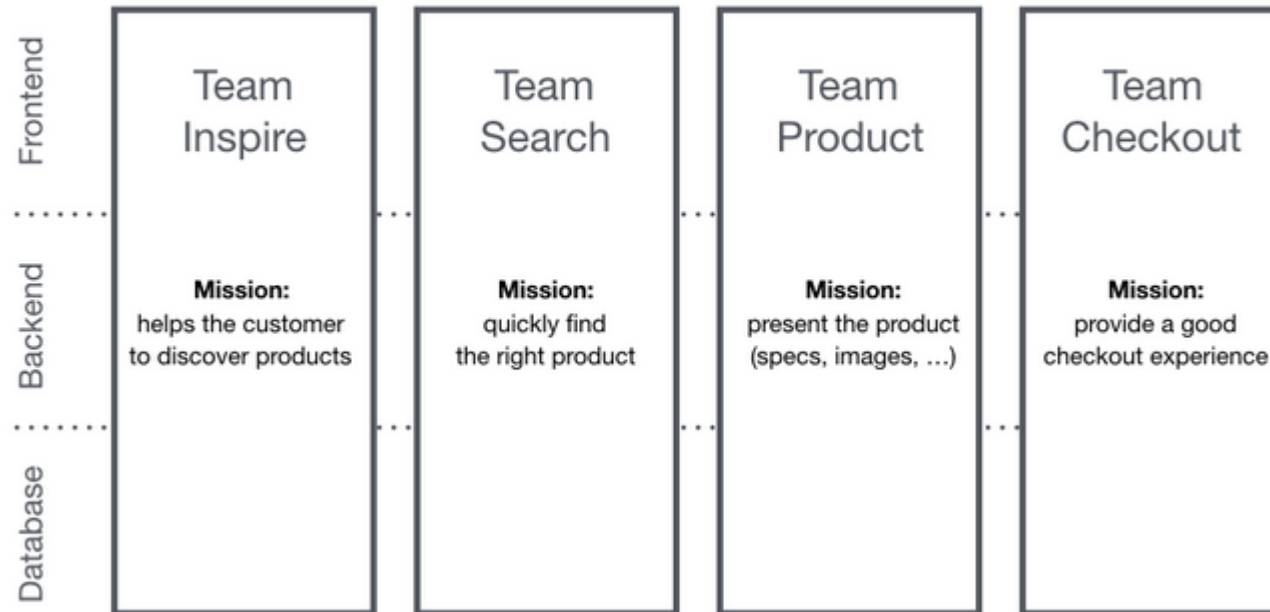 Frontend
Backend
Database
Team
Inspire
Mission:
helps the customer
to discover products
Team
Search
Mission:
quickly find
the right product
Team
Product
Mission:
present the product
(specs, images, …)
Team
Checkout
Mission:
provide a good
checkout experience